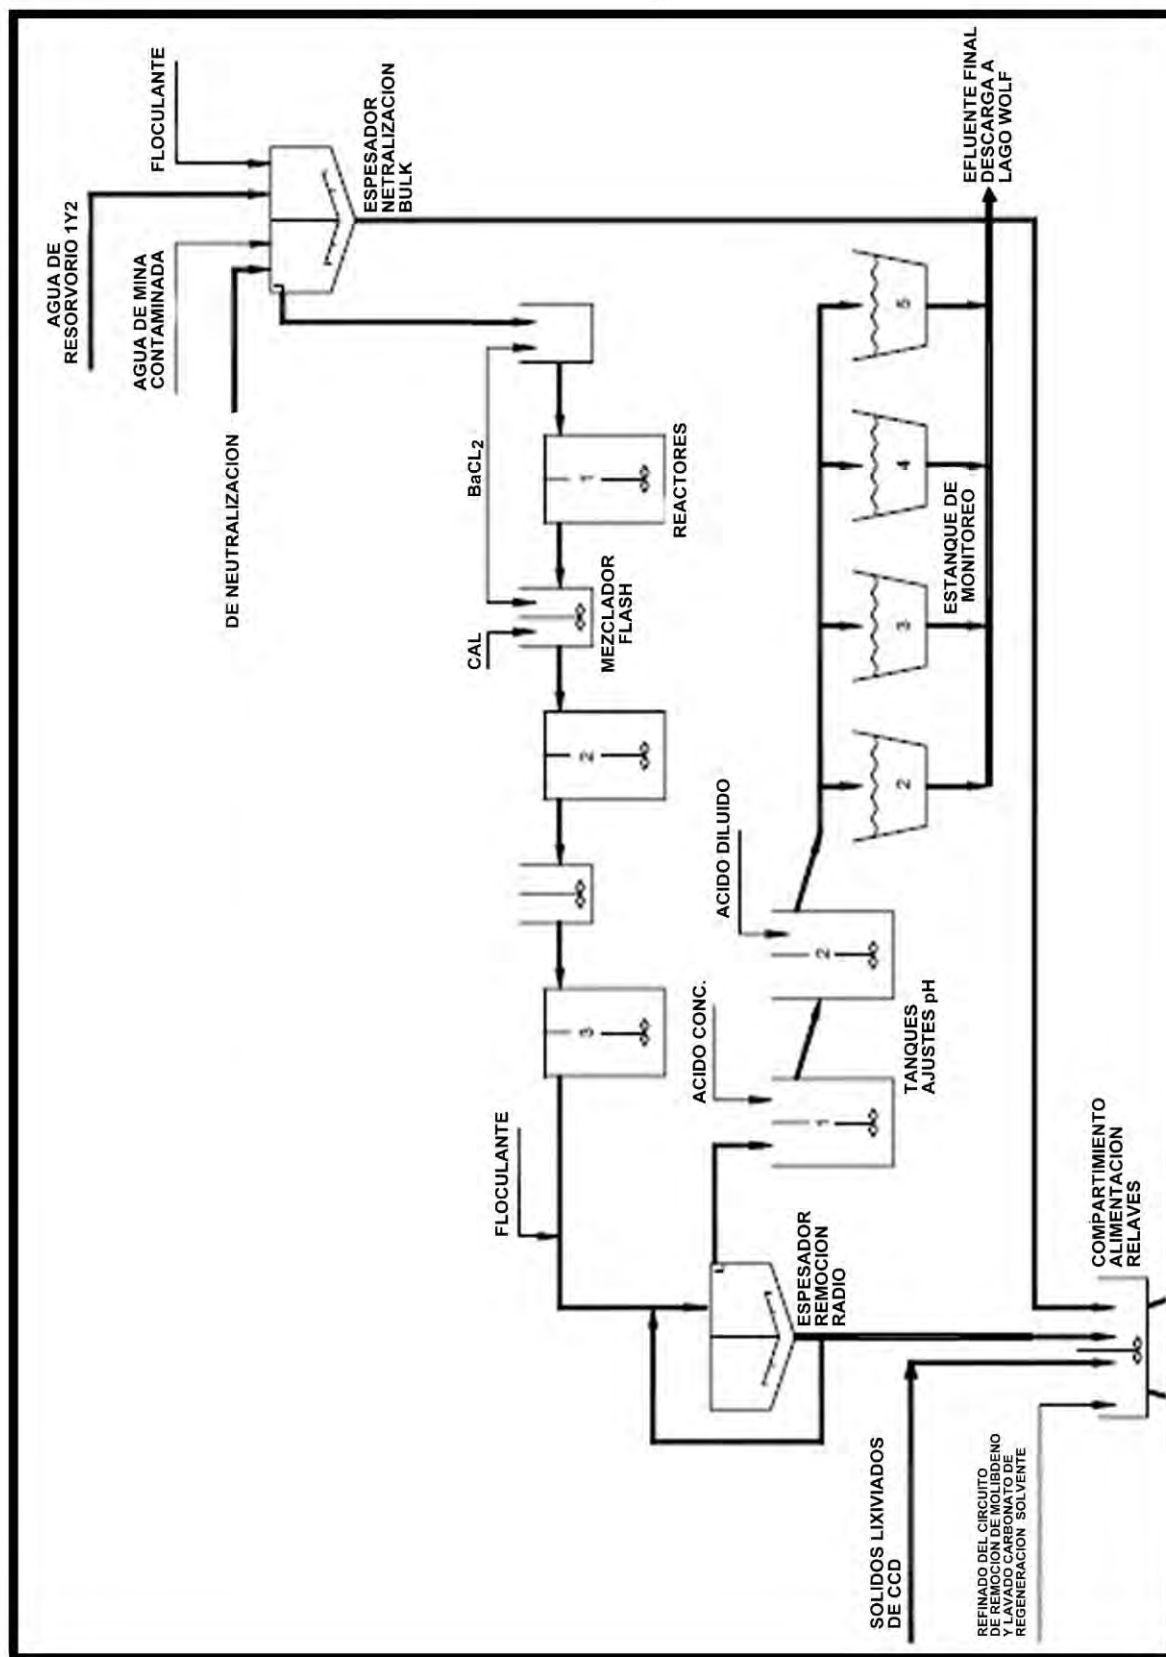 AGUA DE
RESORVORIO 1Y2
AGUA DE MINA
CONTAMINADA
DE NEUTRALIZACION
FLOCULANTE
ESPESADOR
NETRALIZACION
BULK
BaCL2
CAL
1
REACTORES
MEZCLADOR
FLASH
2
3
FLOCULANTE
ESPESADOR
REMOCION
RADIO
ACIDO CONC.
1
ACIDO DILUIDO
2
TANQUES
AJUSTES pH
2
3
4
5
ESTANQUE DE
MONITOREO
EFLUENTE FINAL
DESCARGA A
LAGO WOLF
SOLIDOS LIXIVIADOS
DE CCD
REFINADO DEL CIRCUITO
DE REMOCION DE MOLIBDENO
Y LAVADO CARBONATO DE
REGENERACION SOLVENTE
COMPARTIMIENTO
ALIMENTACION
RELAVES